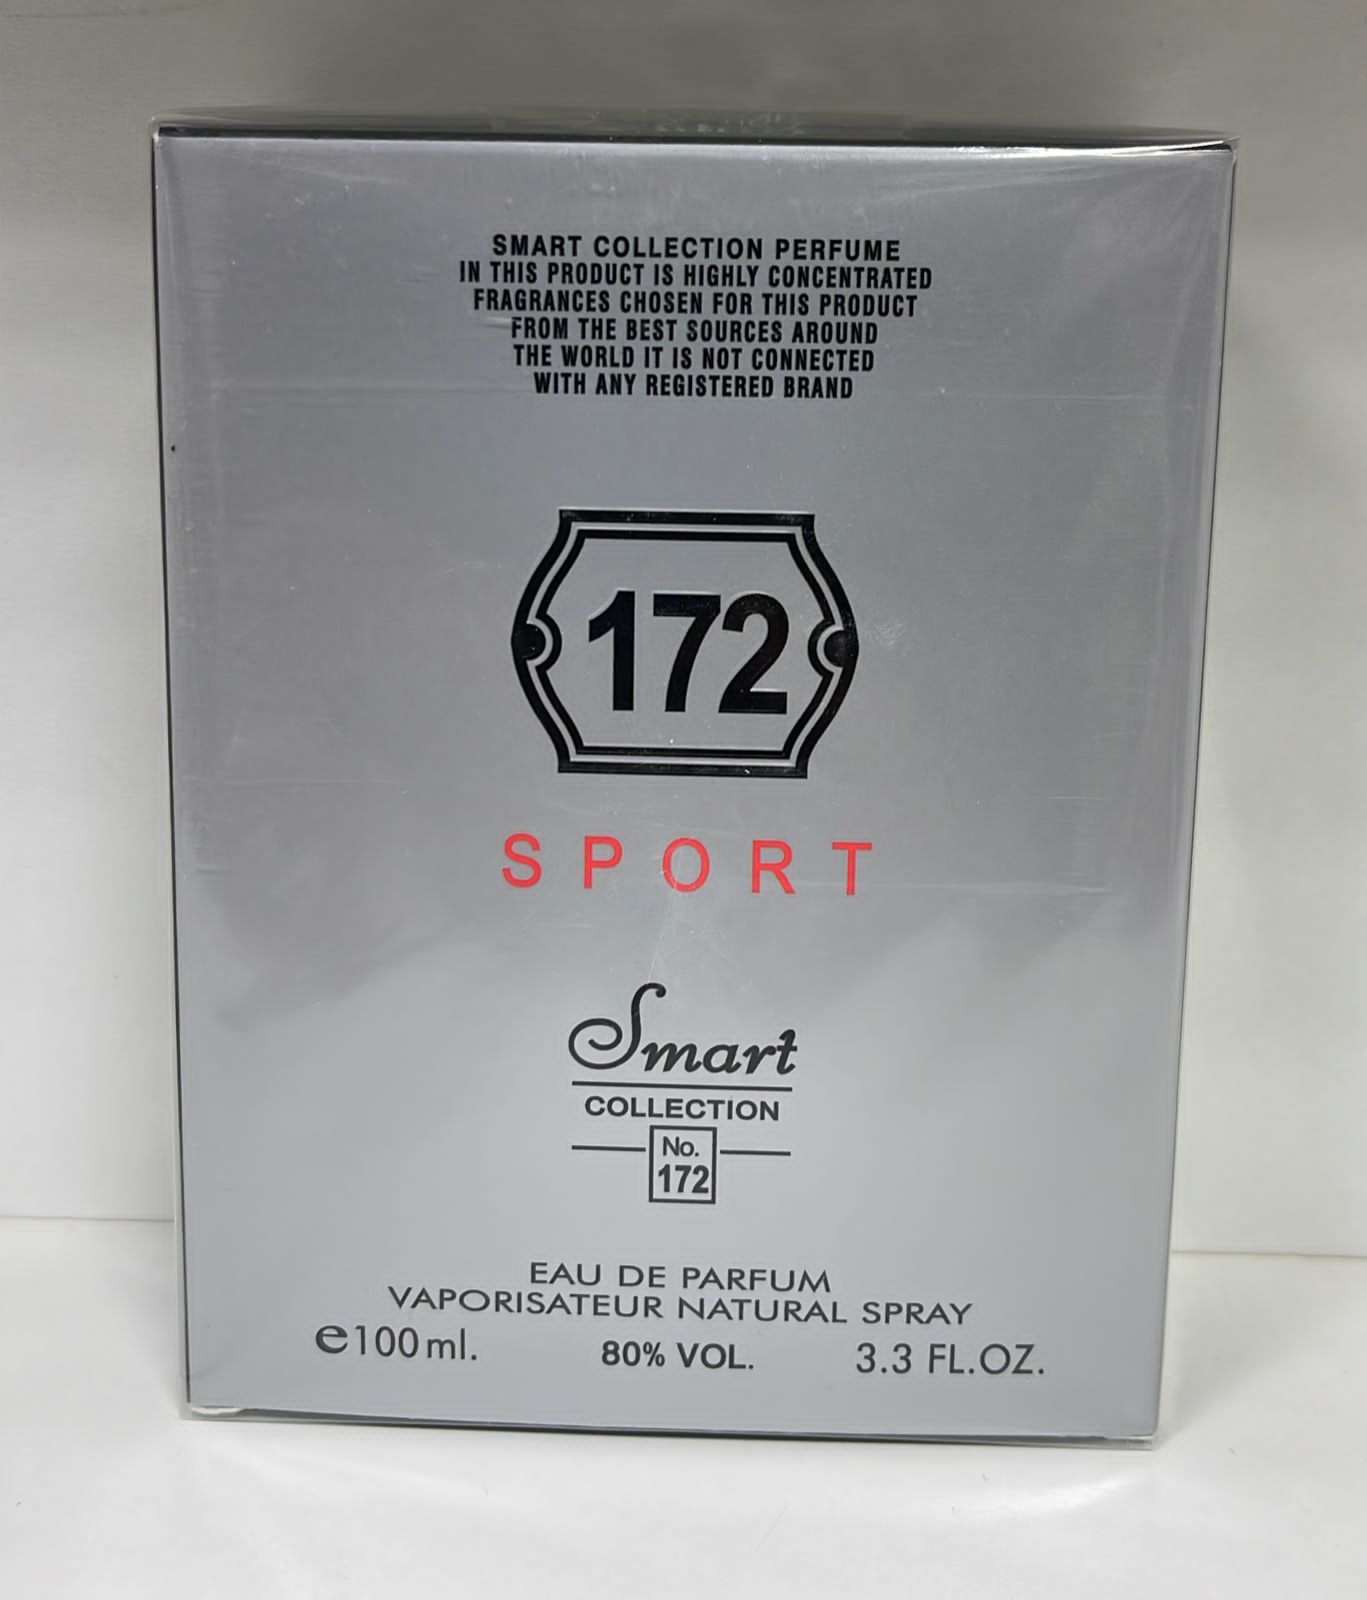 SMART COLLECTION PERFUME
IN THIS PRODUCT IS HIGHLY CONCENTRATED
FRAGRANCES CHOSEN FOR THIS PRODUCT
FROM THE BEST SOURCES AROUND
THE WORLD IT IS NOT CONNECTED
WITH ANY REGISTERED BRAND
172
SPORT
Smart
COLLECTION
No.
172
EAU DE PARFUM
VAPORISATEUR NATURAL SPRAY
e100ml. 80% VOL. 3.3 FL.OZ.